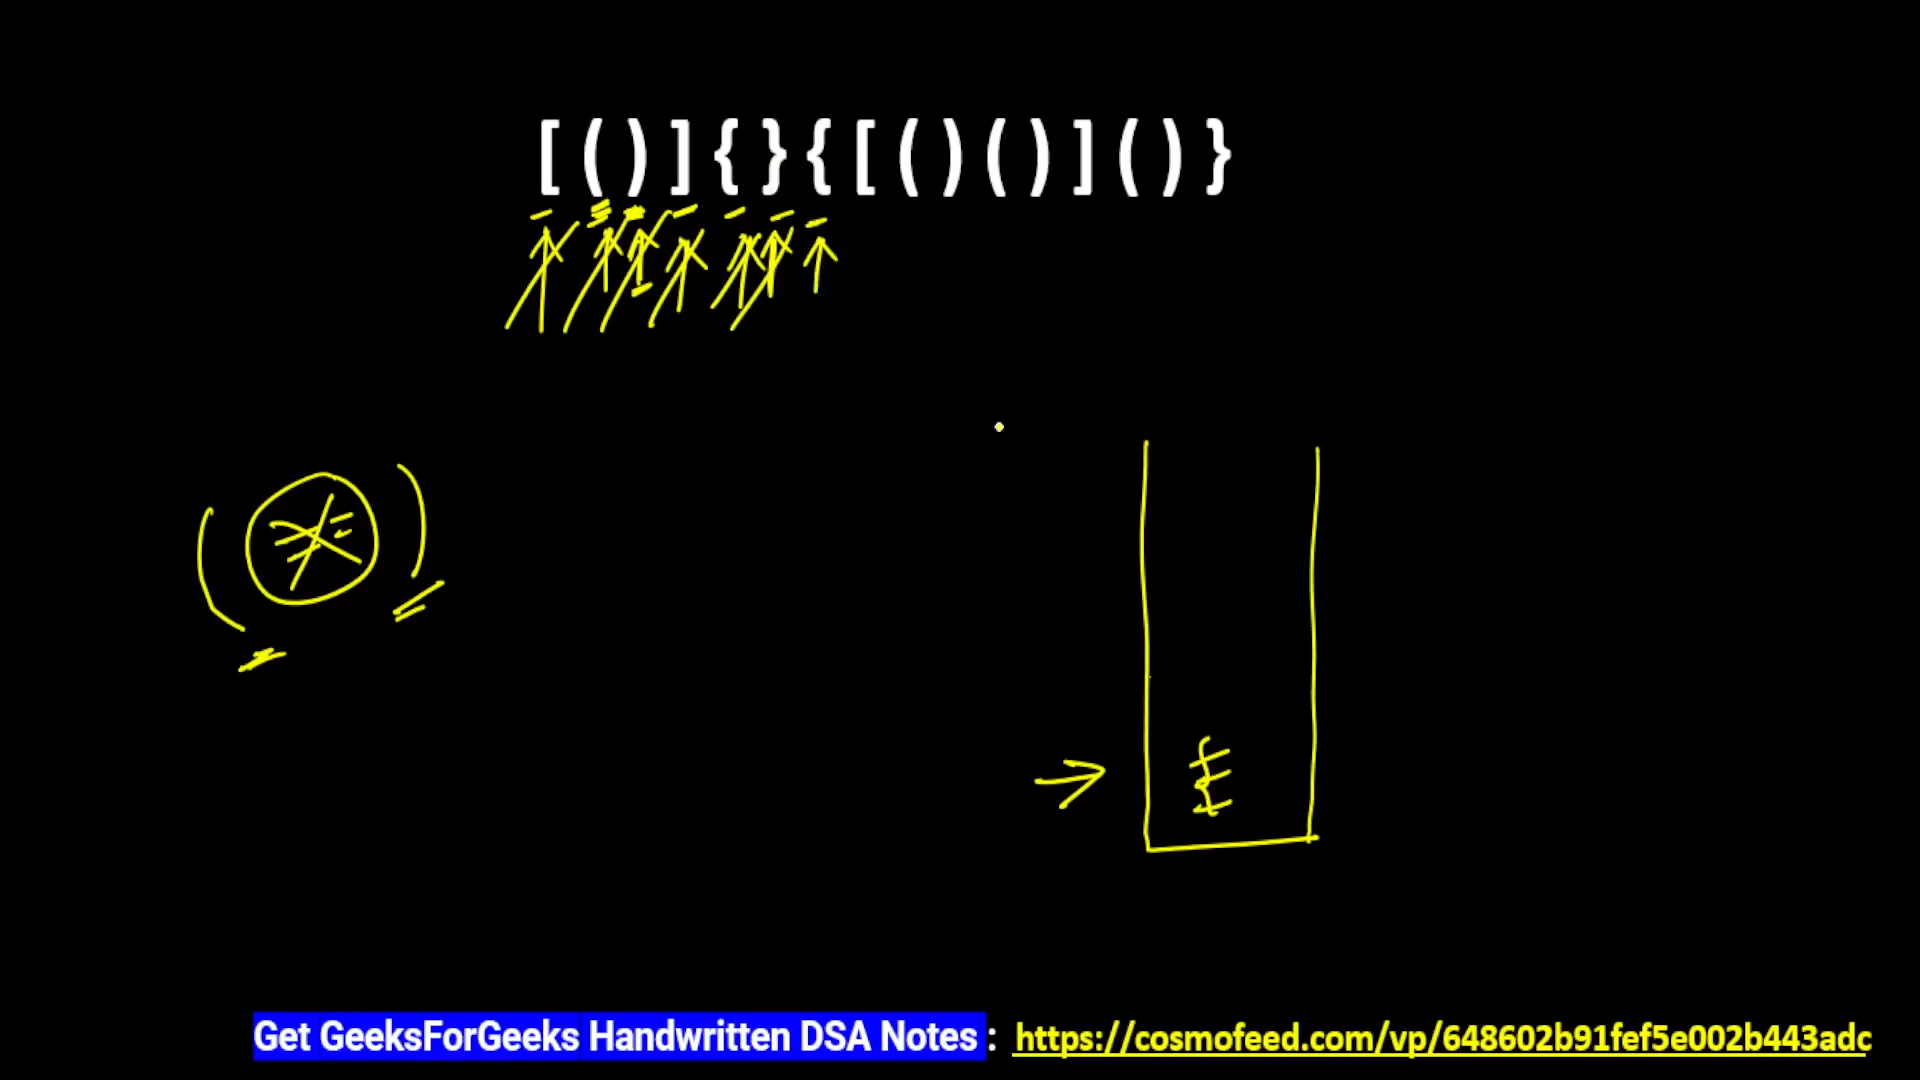 [()]{}{[()()]()}
( )
{
Get GeeksForGeeks Handwritten DSA Notes : https://cosmofeed.com/vp/648602b91fef5e002b443adc